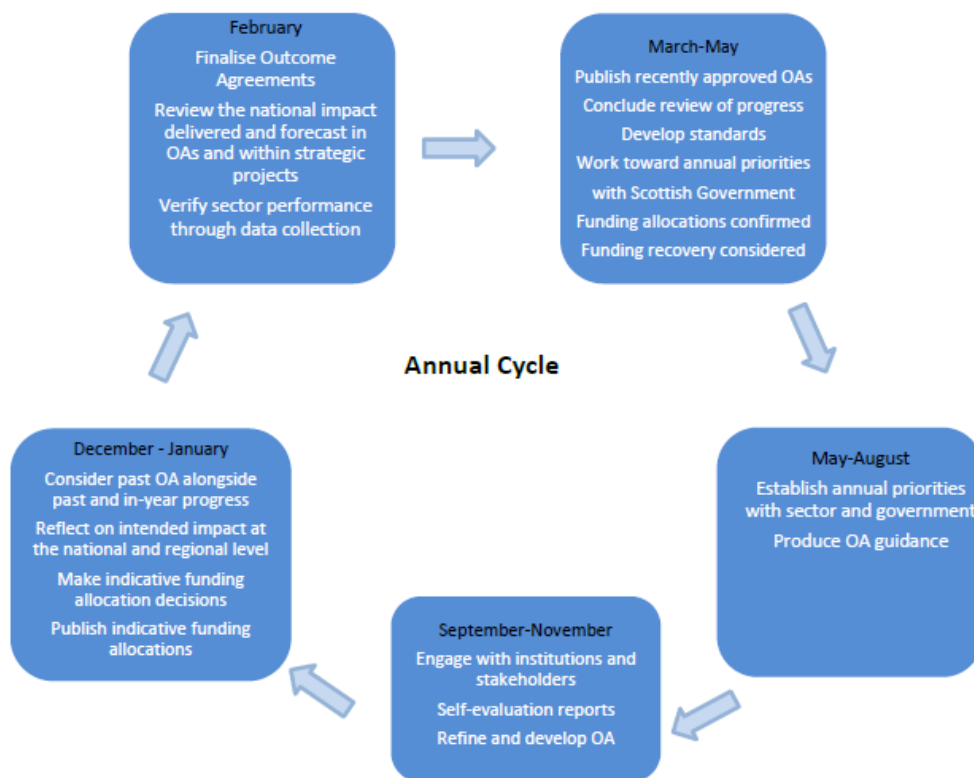 February
Finalise Outcome
Agreements
Review the national impact
delivered and forecast in
OAs and within strategic
projects
Verify sector performance
through data collection
March-May
Publish recently approved OAs
Conclude review of progress
Develop standards
Work toward annual priorities
with Scottish Government
Funding allocations confirmed
Funding recovery considered
Annual Cycle
May-August
Establish annual priorities
with sector and government
Produce OA guidance
September-November
Engage with institutions and
stakeholders
Self-evaluation reports
Refine and develop OA
December - January
Consider past OA alongside
past and in-year progress
Reflect on intended impact at
the national and regional level
Make indicative funding
allocation decisions
Publish indicative funding
allocations